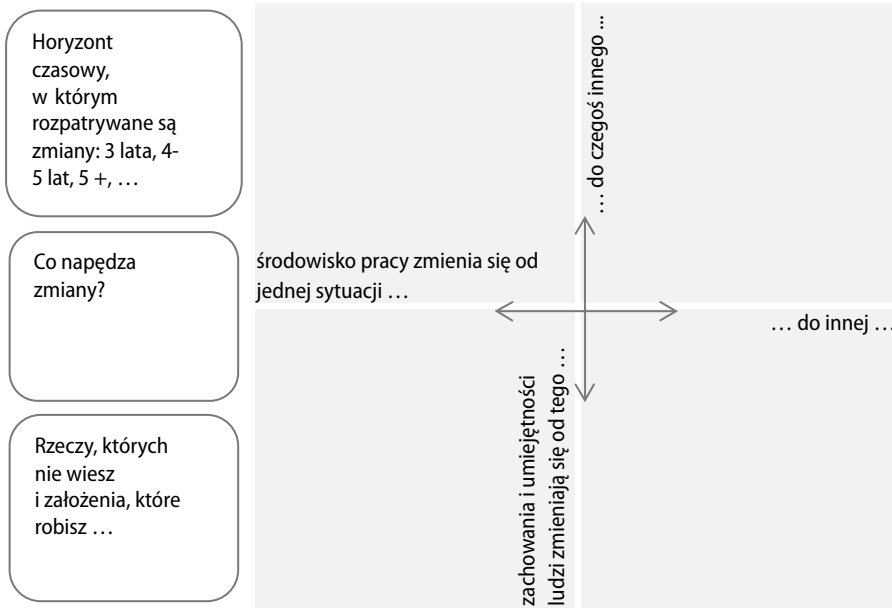 Horyzont
czasowy,
w którym
rozpatrywane są
zmiany: 3 lata, 4-
5 lat, 5 +, …
Co napędza
zmiany?
Rzeczy, których
nie wiesz
i założenia, które
robisz …
… do czegoś innego ...
środowisko pracy zmienia się od
jednej sytuacji …
… do innej …
zachowania i umiejętności
ludzi zmieniają się od tego …